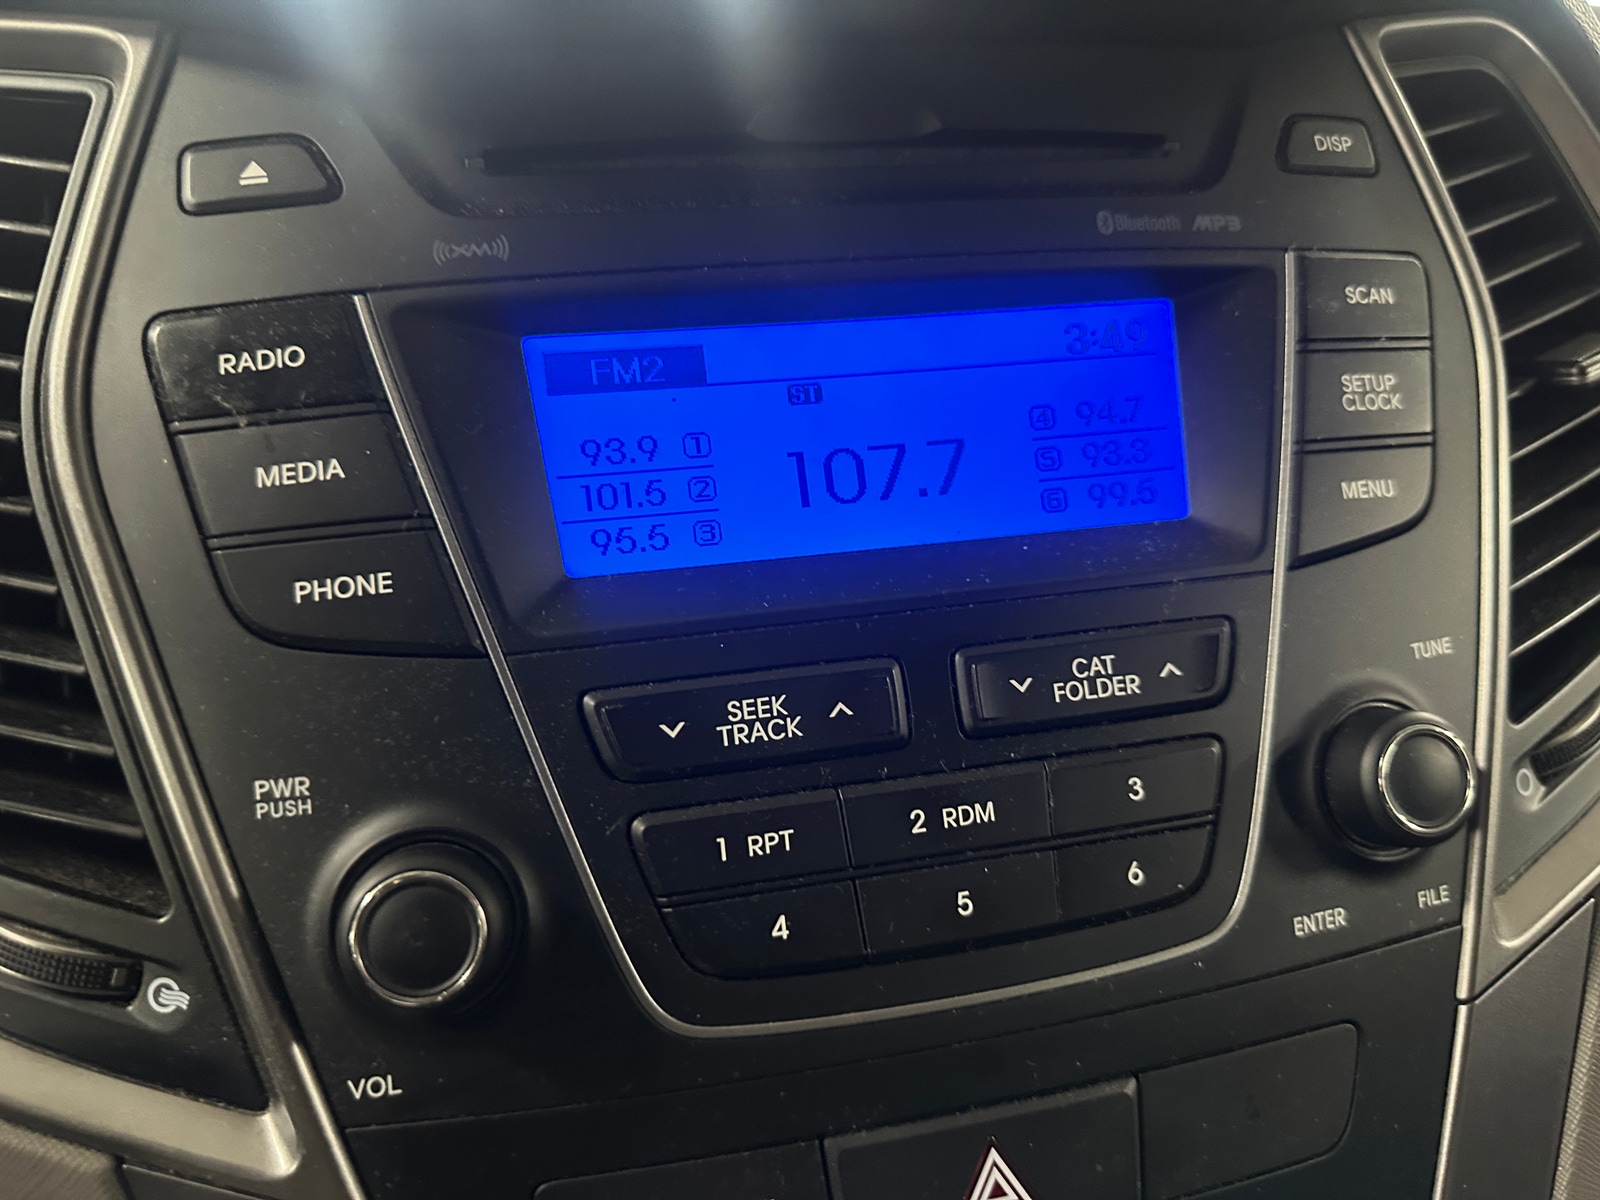 DISP
XM
Bluetooth MP3
RADIO
MEDIA
PHONE
FM2
3:49
ST
93.9 1
101.5 2
95.5 3
107.7
4 94.7
5 93.3
6 99.5
SCAN
SETUP
CLOCK
MENU
SEEK
TRACK
CAT
FOLDER
TUNE
PWR
PUSH
1 RPT
2 RDM
3
4
5
6
ENTER
FILE
VOL